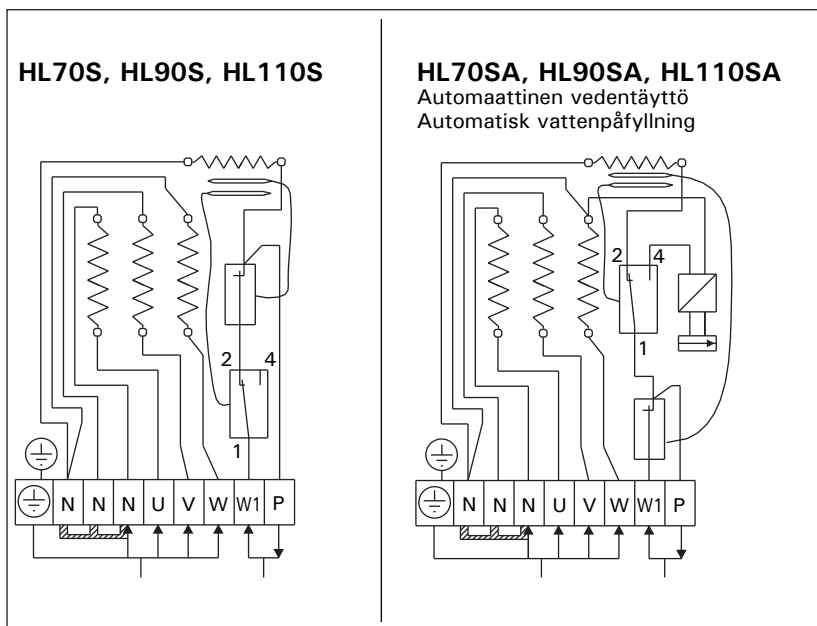 HL70S, HL90S, HL110S
2 4
1
N N N U V W W1 P
HL70SA, HL90SA, HL110SA
Automaattinen vedentäyttö
Automatisk vattenpåfyllning
2 4
1
N N N U V W W1 P